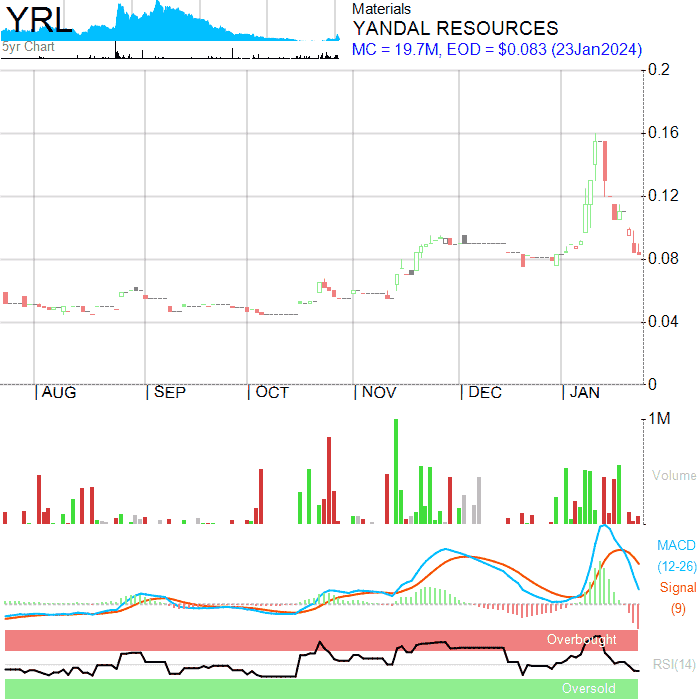 YRL
5yr Chart
Materials
YANDAL RESOURCES
MC = 19.7M, EOD = $0.083 (23Jan2024)
0.2
0.16
0.12
0.08
0.04
0
AUG SEP OCT NOV DEC JAN
1M
Volume
MACD
(12-26)
Signal
(9)
Overbought
RSI(14)
Oversold